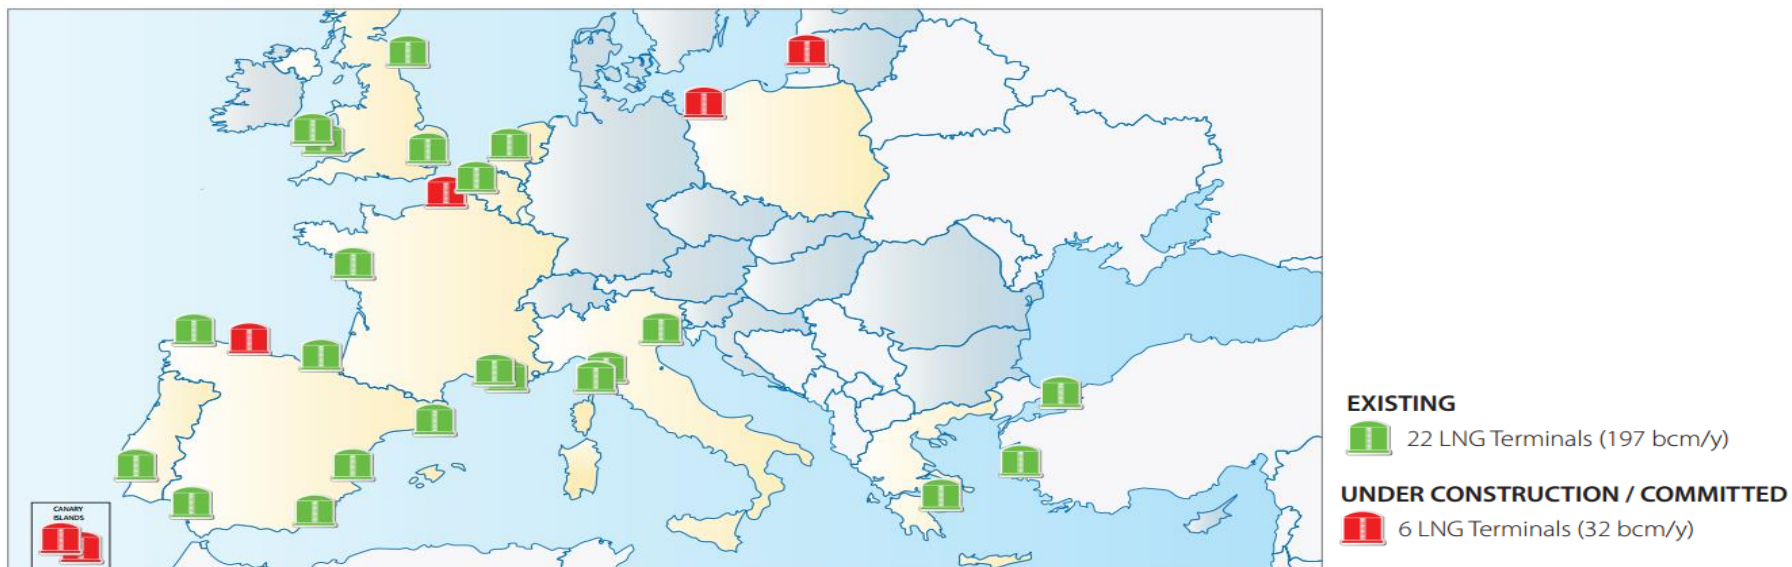 EXISTING
22 LNG Terminals (197 bcm/y)
UNDER CONSTRUCTION / COMMITTED
6 LNG Terminals (32 bcm/y)
CANARY
ISLANDS